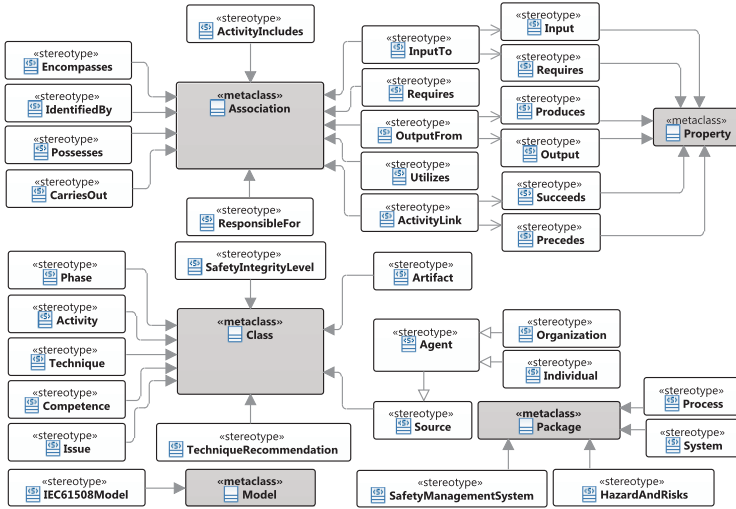 «stereotype»
ActivityIncludes
«stereotype»
Encompasses
«stereotype»
IdentifiedBy
«stereotype»
Possesses
«stereotype»
CarriesOut
«metaclass»
Association
«stereotype»
ResponsibleFor
«stereotype»
InputTo
«stereotype»
Requires
«stereotype»
OutputFrom
«stereotype»
Utilizes
«stereotype»
ActivityLink
«stereotype»
Input
«stereotype»
Requires
«stereotype»
Produces
«stereotype»
Output
«stereotype»
Succeeds
«stereotype»
Precedes
«metaclass»
Property
«stereotype»
SafetyIntegrityLevel
«stereotype»
Phase
«stereotype»
Activity
«stereotype»
Technique
«stereotype»
Competence
«stereotype»
Issue
«metaclass»
Class
«stereotype»
TechniqueRecommendation
«stereotype»
Artifact
«stereotype»
Agent
«stereotype»
Organization
«stereotype»
Individual
«stereotype»
Source
«metaclass»
Package
«stereotype»
Process
«stereotype»
System
«stereotype»
IEC61508Model
«metaclass»
Model
«stereotype»
SafetyManagementSystem
«stereotype»
HazardAndRisks